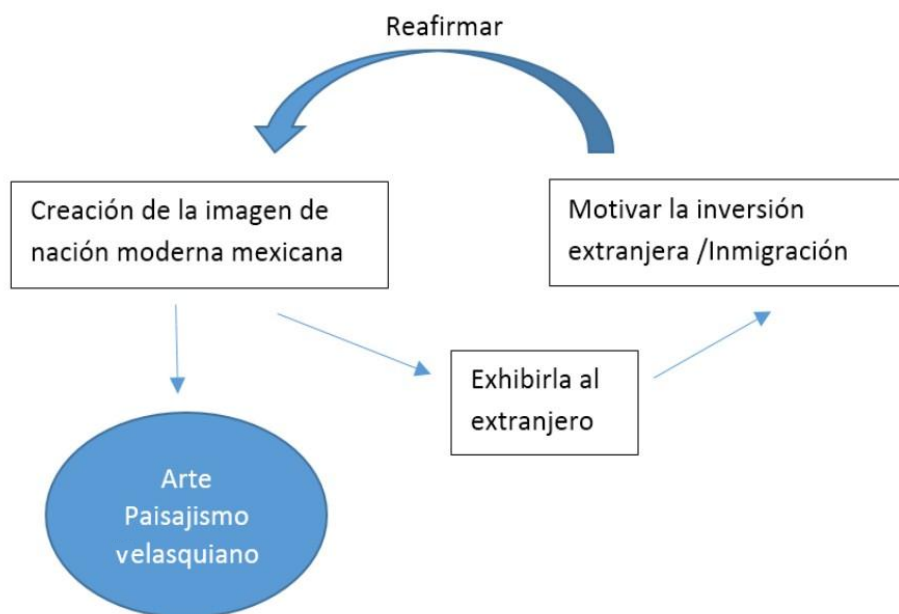 Reafirmar
Creación de la imagen de
nación moderna mexicana
Motivar la inversión
extranjera /Inmigración
Exhibirla al
extranjero
Arte
Paisajismo
velasquiano